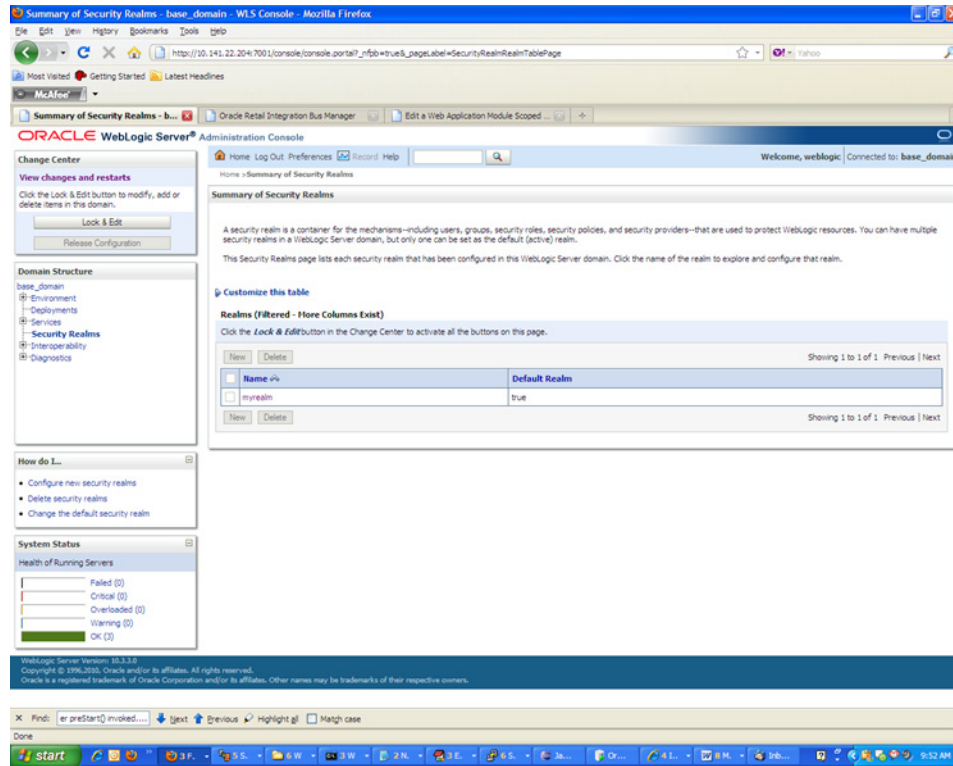 Summary of Security Realms - base_domain - WLS Console - Mozilla Firefox
File Edit View History Bookmarks Tools Help
http://10.141.22.204:7001/console/console.portal?_nfpb=true&_pageLabel=SecurityRealmRealmTablePage
Yahoo
Most Visited Getting Started Latest Headlines
McAfee
Summary of Security Realms - b... Oracle Retail Integration Bus Manager Edit a Web Application Module Scoped ...
ORACLE WebLogic Server® Administration Console
Change Center
View changes and restarts
Click the Lock & Edit button to modify, add or
delete items in this domain.
Lock & Edit
Release Configuration
Domain Structure
base_domain
Environment
Deployments
Services
Security Realms
Interoperability
Diagnostics
How do I...
Configure new security realms
Delete security realms
Change the default security realm
System Status
Health of Running Servers
Failed (0)
Critical (0)
Overloaded (0)
Warning (0)
OK (3)
Home Log Out Preferences Record Help
Welcome, weblogic Connected to: base_domain
Home >Summary of Security Realms
Summary of Security Realms
A security realm is a container for the mechanisms--including users, groups, security roles, security policies, and security providers--that are used to protect WebLogic resources. You can have multiple
security realms in a WebLogic Server domain, but only one can be set as the default (active) realm.
This Security Realms page lists each security realm that has been configured in this WebLogic Server domain. Click the name of the realm to explore and configure that realm.
Customize this table
Realms (Filtered - More Columns Exist)
Click the Lock & Edit button in the Change Center to activate all the buttons on this page.
New Delete Showing 1 to 1 of 1 Previous | Next
Name Default Realm
myrealm true
New Delete Showing 1 to 1 of 1 Previous | Next
WebLogic Server Version: 10.3.3.0
Copyright © 1996,2010, Oracle and/or its affiliates. All rights reserved.
Oracle is a registered trademark of Oracle Corporation and/or its affiliates. Other names may be trademarks of their respective owners.
Find: er preStart() invoked.... Next Previous Highlight all Match case
Done
start 3 F... 5 S... 6 W... 3 W... 2 N... 3 E... 6 S... Ja... Or... 4 I... 8 M... Inb... 9:52 AM